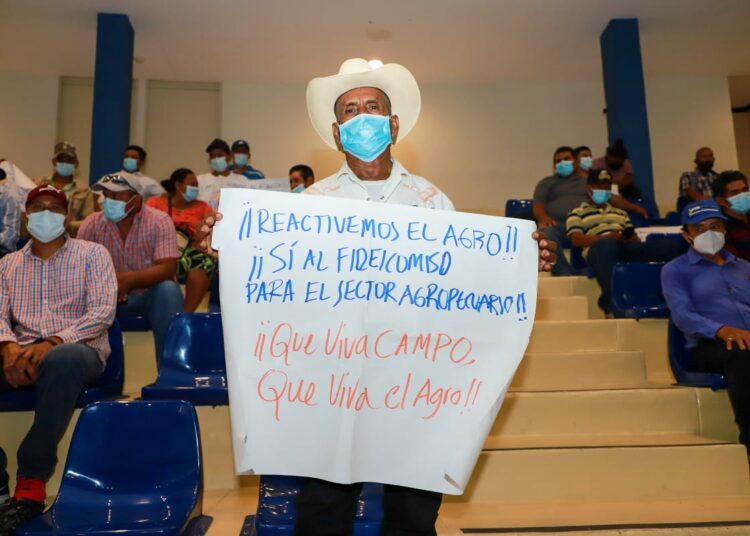 ¡¡REACTIVEMOS EL AGRO!!
¡¡SÍ AL FIDEICOMISO
PARA EL SECTOR AGROPECUARIO!!
¡¡Que Viva CAMPO,
Que Viva el Agro!!